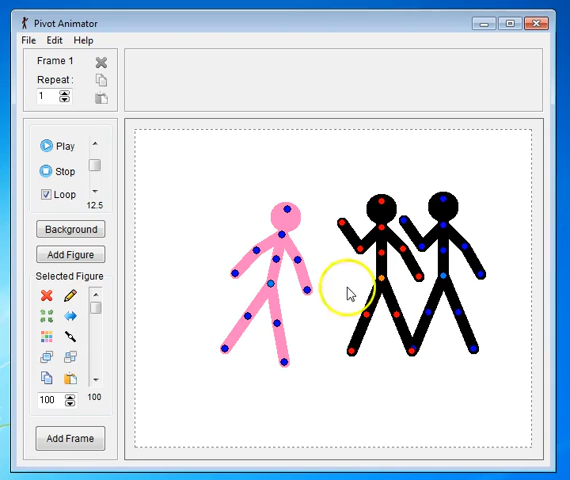 Pivot Animator
File Edit Help
Frame 1
Repeat:
1
Play
Stop
Loop
12.5
Background
Add Figure
Selected Figure
100
100
Add Frame